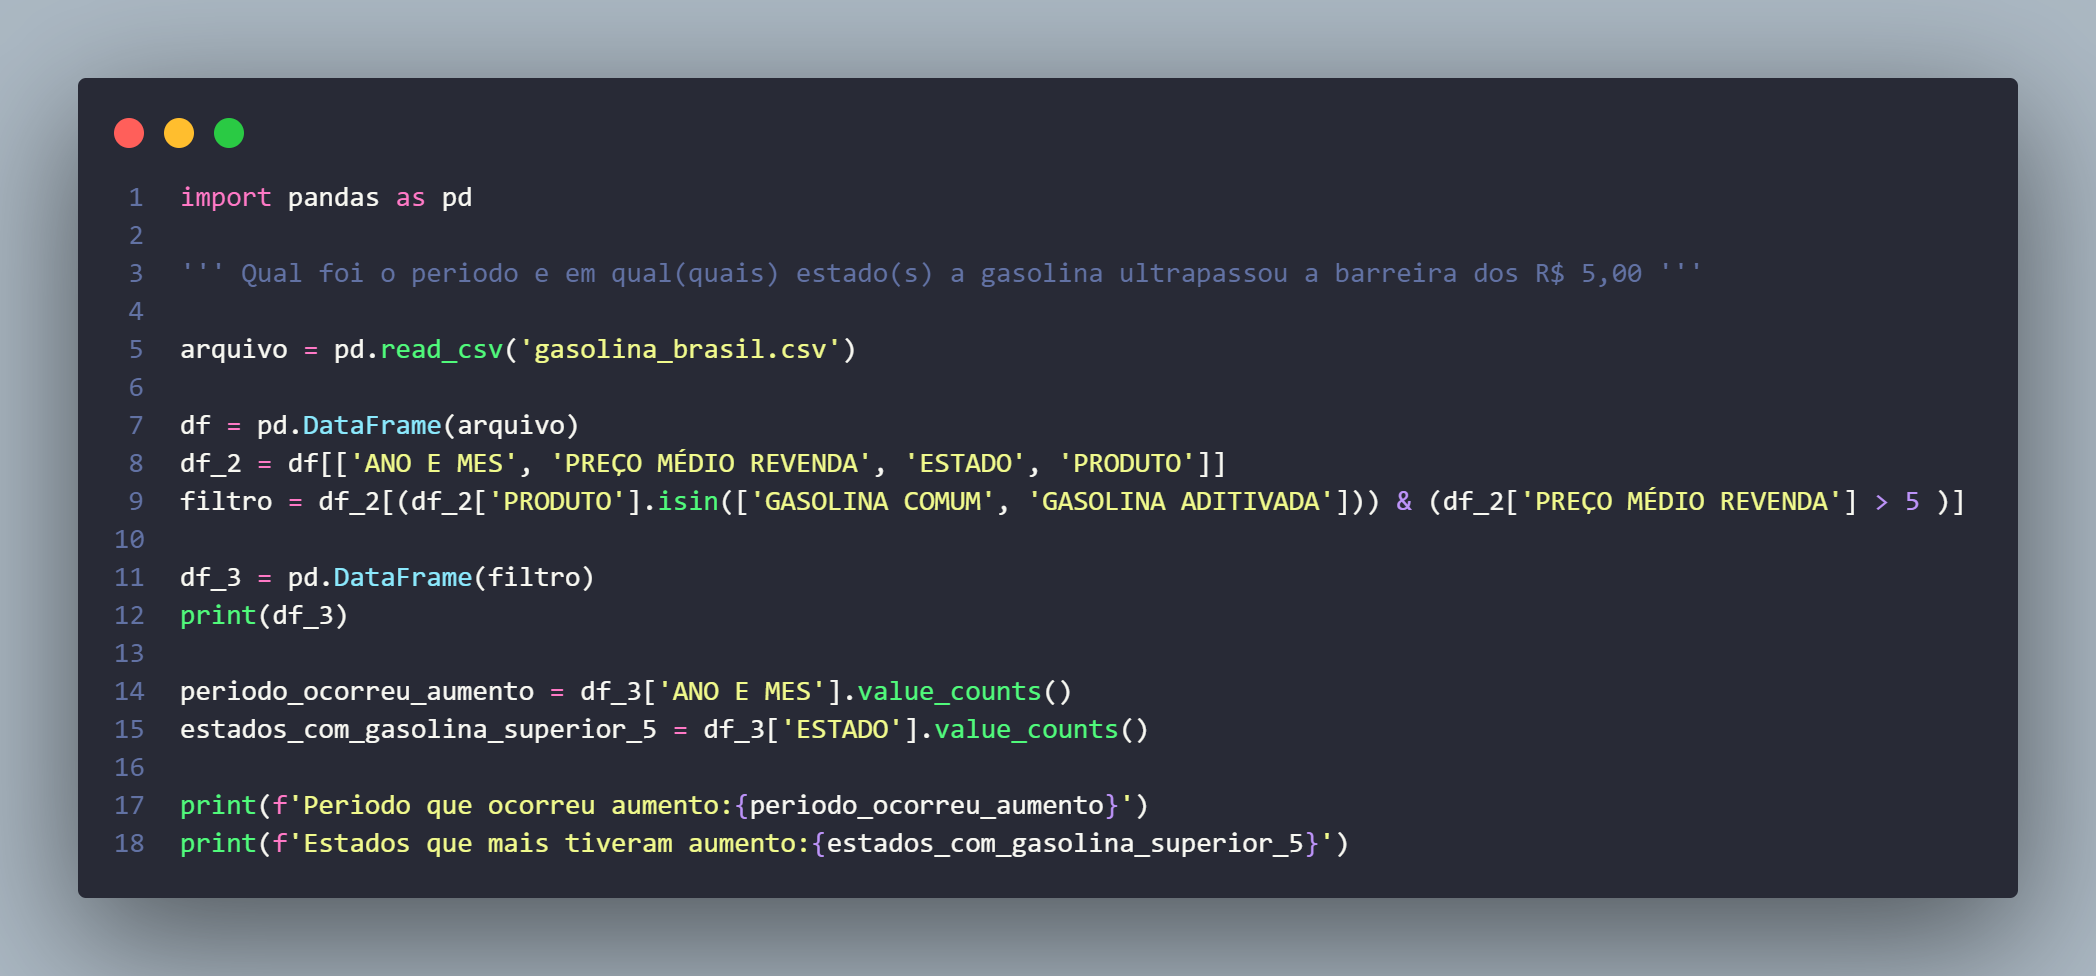 1 import pandas as pd
2
3 ''' Qual foi o periodo e em qual(quais) estado(s) a gasolina ultrapassou a barreira dos R$ 5,00 '''
4
5 arquivo = pd.read_csv('gasolina_brasil.csv')
6
7 df = pd.DataFrame(arquivo)
8 df_2 = df[['ANO E MES', 'PREÇO MÉDIO REVENDA', 'ESTADO', 'PRODUTO']]
9 filtro = df_2[(df_2['PRODUTO'].isin(['GASOLINA COMUM', 'GASOLINA ADITIVADA'])) & (df_2['PREÇO MÉDIO REVENDA'] > 5 )]
10
11 df_3 = pd.DataFrame(filtro)
12 print(df_3)
13
14 periodo_ocorreu_aumento = df_3['ANO E MES'].value_counts()
15 estados_com_gasolina_superior_5 = df_3['ESTADO'].value_counts()
16
17 print(f'Periodo que ocorreu aumento:{periodo_ocorreu_aumento}')
18 print(f'Estados que mais tiveram aumento:{estados_com_gasolina_superior_5}')